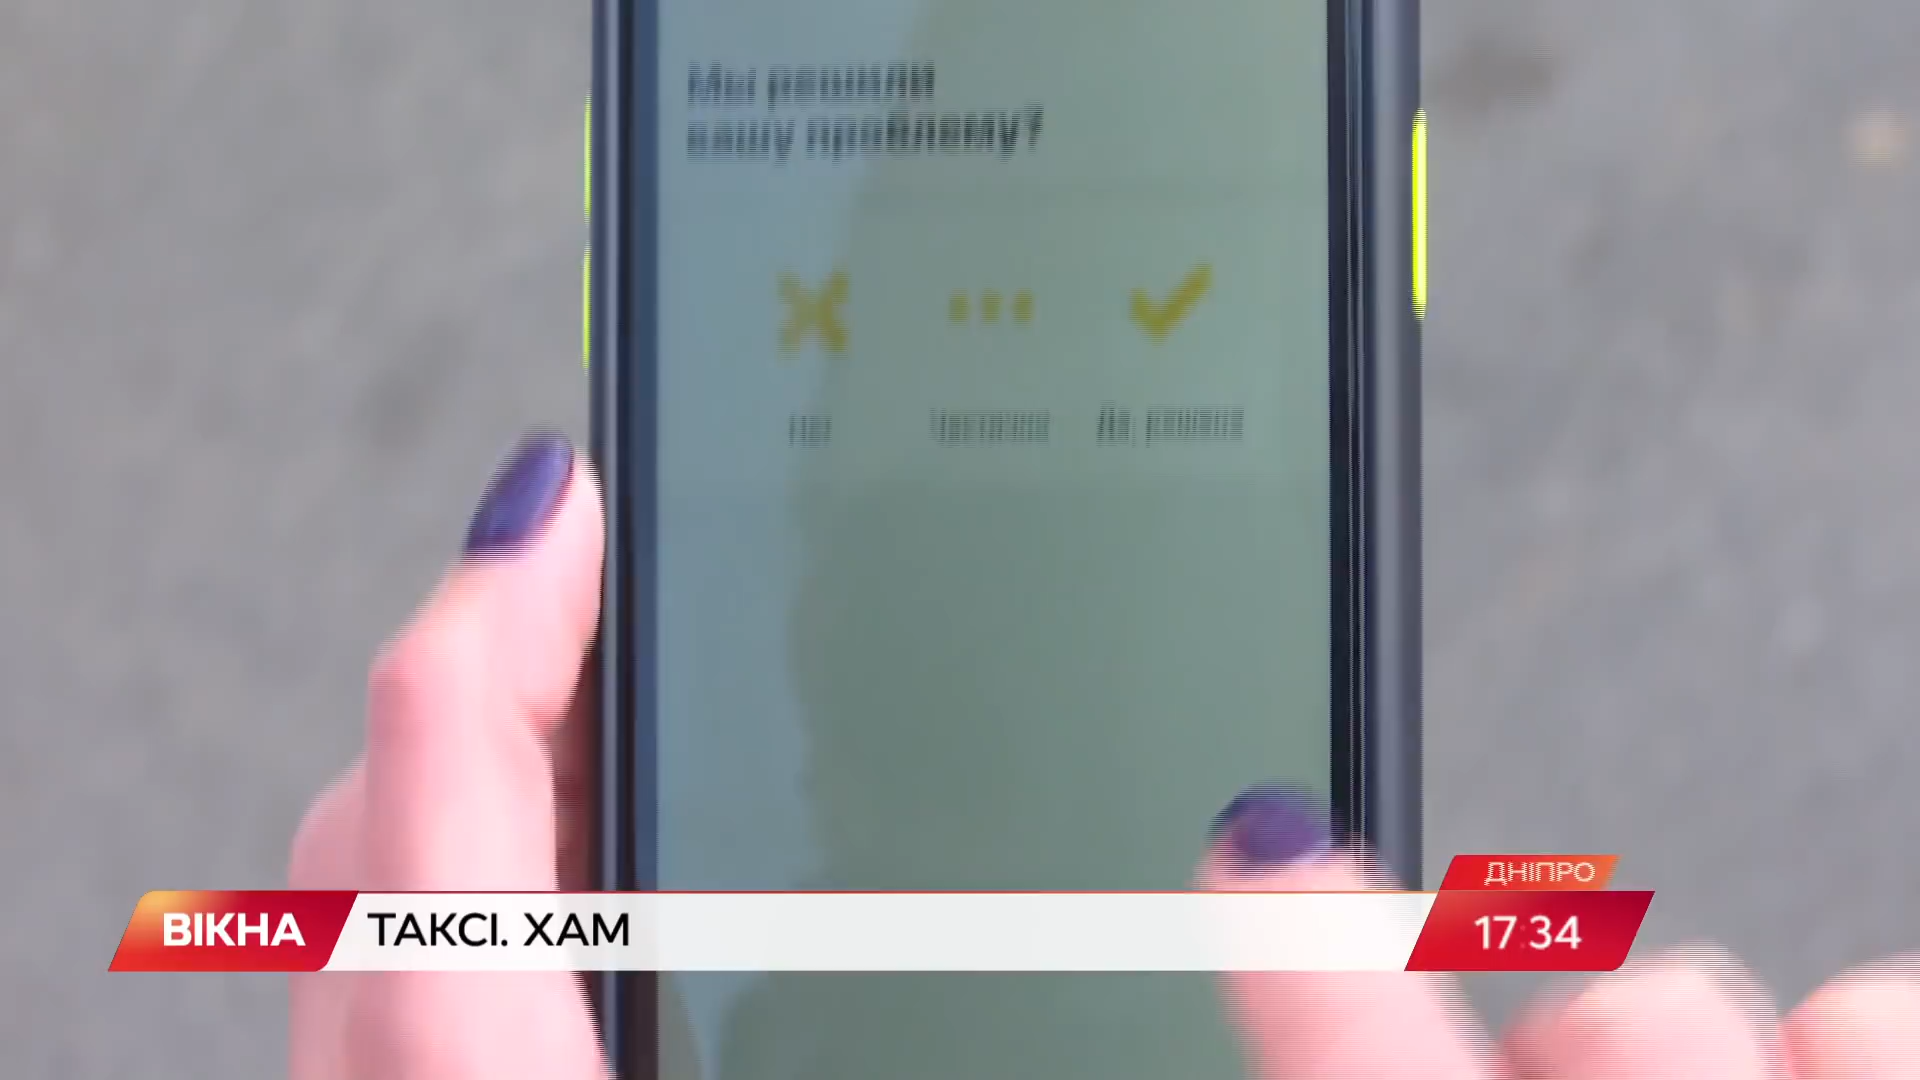 Мы решили
вашу проблему?
Нет
Частично
Да, решена
ДНІПРО
ВІКНА
ТАКСІ. ХАМ
17:34